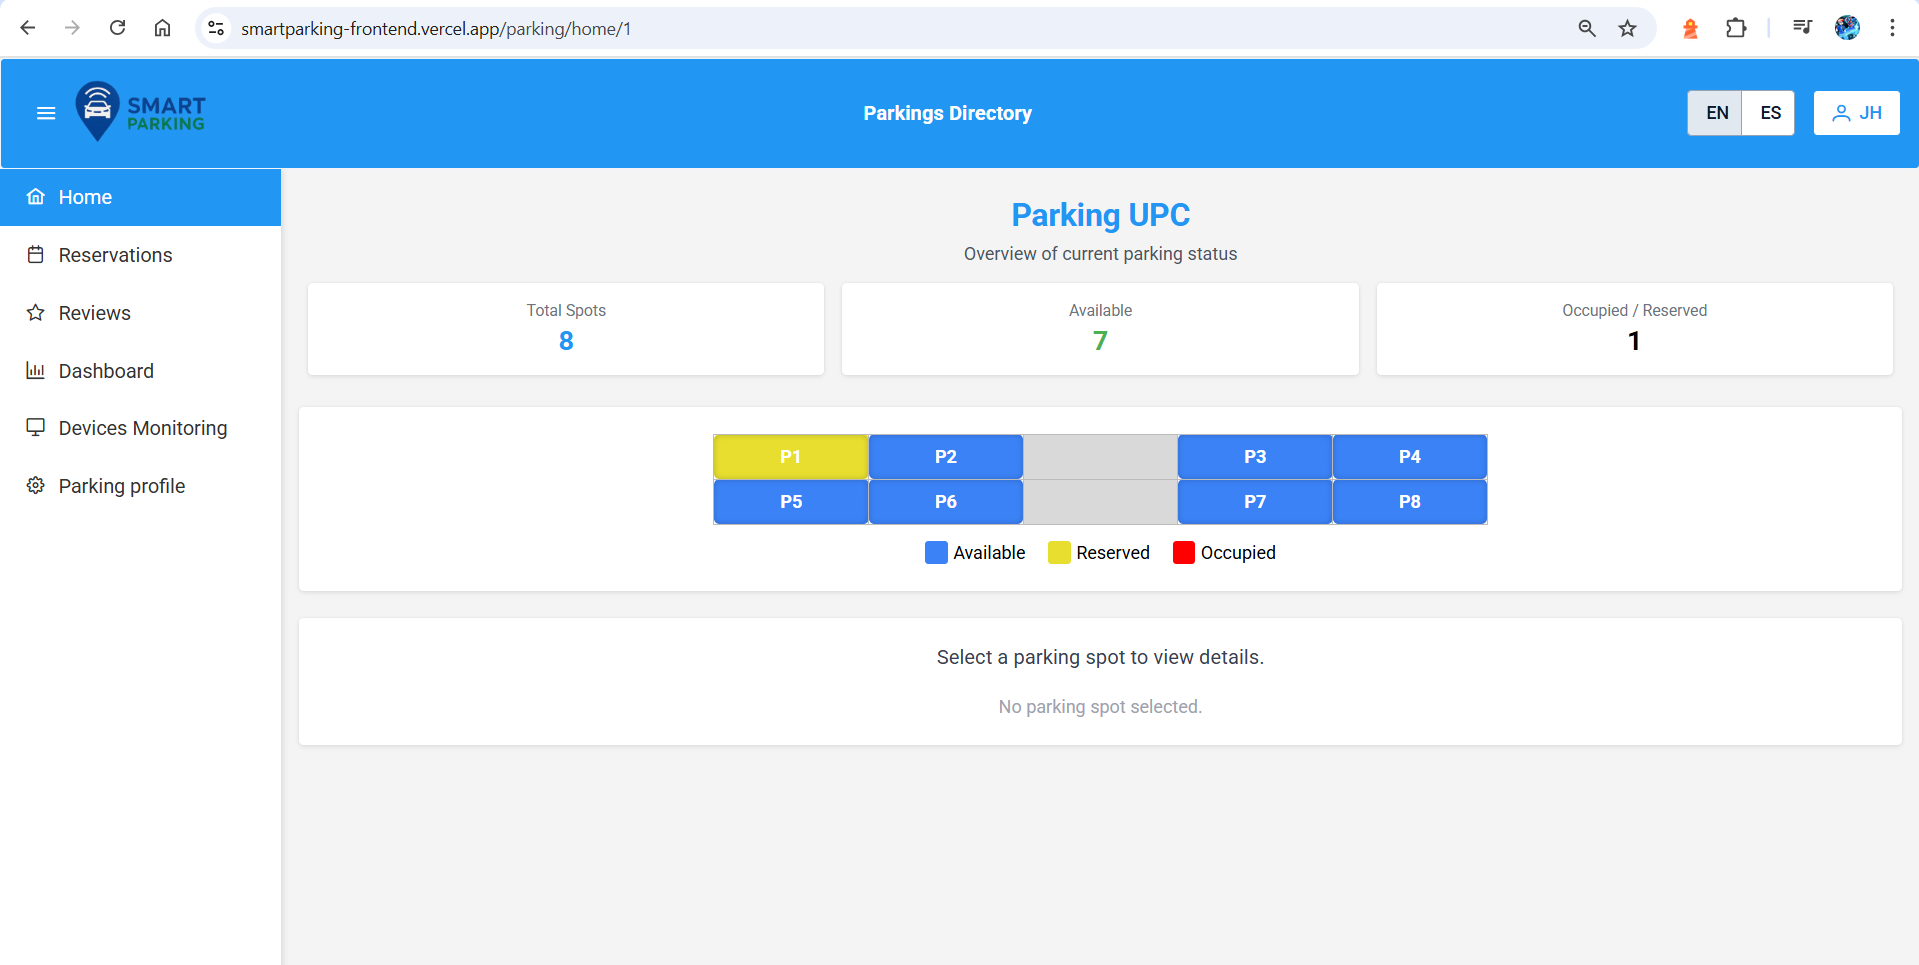 smartparking-frontend.vercel.app/parking/home/1
SMART
PARKING
Parkings Directory
EN
ES
JH
Home
Reservations
Reviews
Dashboard
Devices Monitoring
Parking profile
Parking UPC
Overview of current parking status
Total Spots
8
Available
7
Occupied / Reserved
1
P1 P2 P3 P4
P5 P6 P7 P8
Available Reserved Occupied
Select a parking spot to view details.
No parking spot selected.